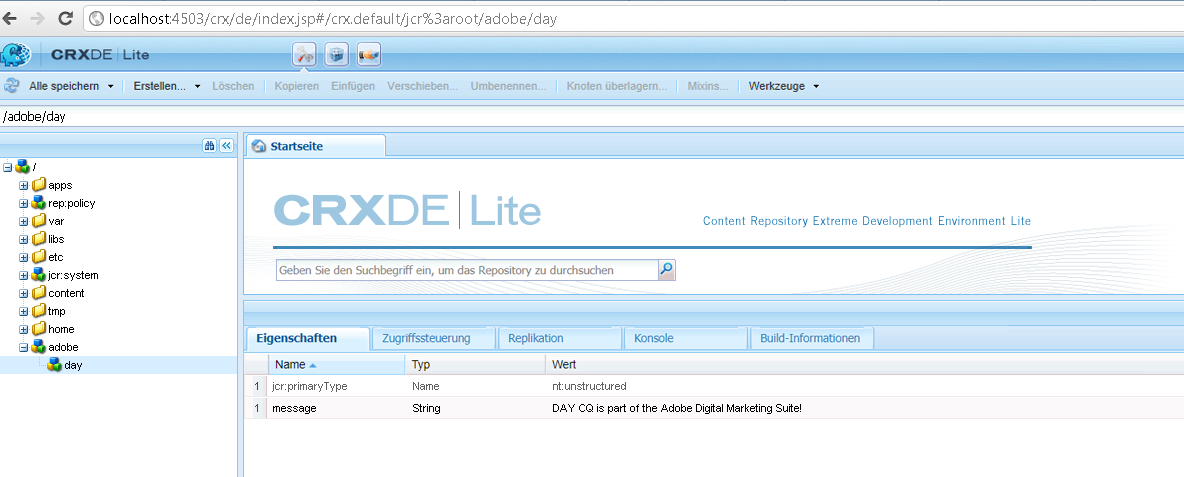 localhost:4503/crx/de/index.jsp#/crx.default/jcr%3aroot/adobe/day
CRXDE | Lite
Alle speichern Erstellen... Löschen Kopieren Einfügen Verschieben... Umbenennen... Knoten überlagern... Mixins... Werkzeuge
/adobe/day
/
apps
rep:policy
var
libs
etc
jcr:system
content
tmp
home
adobe
day
Startseite
CRXDE | Lite
Content Repository Extreme Development Environment Lite
Geben Sie den Suchbegriff ein, um das Repository zu durchsuchen
Eigenschaften Zugriffssteuerung Replikation Konsole Build-Informationen
Name Typ Wert
1 jcr:primaryType Name nt:unstructured
1 message String DAY CQ is part of the Adobe Digital Marketing Suite!